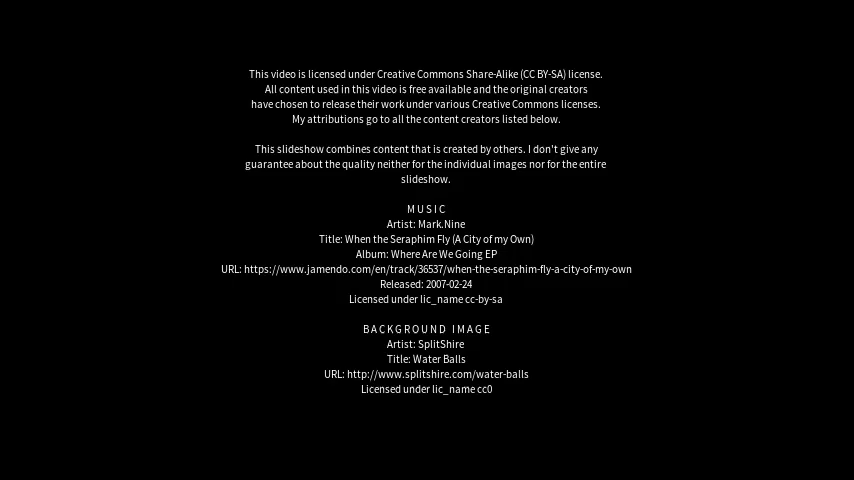 This video is licensed under Creative Commons Share-Alike (CC BY-SA) license.
All content used in this video is free available and the original creators
have chosen to release their work under various Creative Commons licenses.
My attributions go to all the content creators listed below.
This slideshow combines content that is created by others. I don't give any
guarantee about the quality neither for the individual images nor for the entire
slideshow.
MUSIC
Artist: Mark.Nine
Title: When the Seraphim Fly (A City of my Own)
Album: Where Are We Going EP
URL: https://www.jamendo.com/en/track/36537/when-the-seraphim-fly-a-city-of-my-own
Released: 2007-02-24
Licensed under lic_name cc-by-sa
BACKGROUND IMAGE
Artist: SplitShire
Title: Water Balls
URL: http://www.splitshire.com/water-balls
Licensed under lic_name cc0